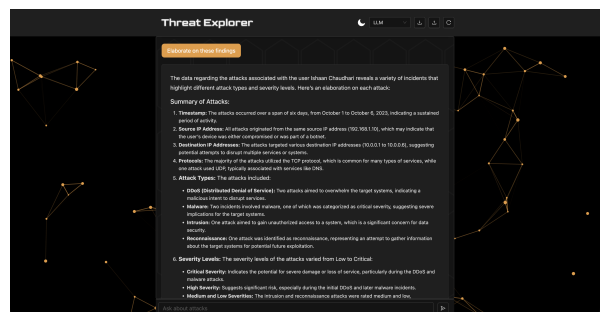 Threat Explorer
LLM
Elaborate on these findings
The data regarding the attacks associated with the user Ishaan Chaudhari reveals a variety of incidents that
highlight different attack types and severity levels. Here's an elaboration on each attack:
Summary of Attacks:
1. Timestamp: The attacks occurred over a span of six days, from October 1 to October 6, 2023, indicating a sustained
period of activity.
2. Source IP Address: All attacks originated from the same source IP address (192.168.1.10), which may indicate that
the user's device was either compromised or was part of a botnet.
3. Destination IP Addresses: The attacks targeted various destination IP addresses (10.0.0.1 to 10.0.0.6), suggesting
potential attempts to disrupt multiple services or systems.
4. Protocols: The majority of the attacks utilized the TCP protocol, which is common for many types of services, while
one attack used UDP, typically associated with services like DNS.
5. Attack Types: The attacks included:
• DDoS (Distributed Denial of Service): Two attacks aimed to overwhelm the target systems, indicating a
malicious intent to disrupt services.
• Malware: Two incidents involved malware, one of which was categorized as critical severity, suggesting severe
implications for the target systems.
• Intrusion: One attack aimed to gain unauthorized access to a system, which is a significant concern for data
security.
• Reconnaissance: One attack was identified as reconnaissance, representing an attempt to gather information
about the target systems for potential future exploitation.
6. Severity Levels: The severity levels of the attacks varied from Low to Critical:
• Critical Severity: Indicates the potential for severe damage or loss of service, particularly during the DDoS and
malware attacks.
• High Severity: Suggests significant risk, especially during the initial DDoS and later malware incidents.
• Medium and Low Severities: The intrusion and reconnaissance attacks were rated medium and low,
Ask about attacks